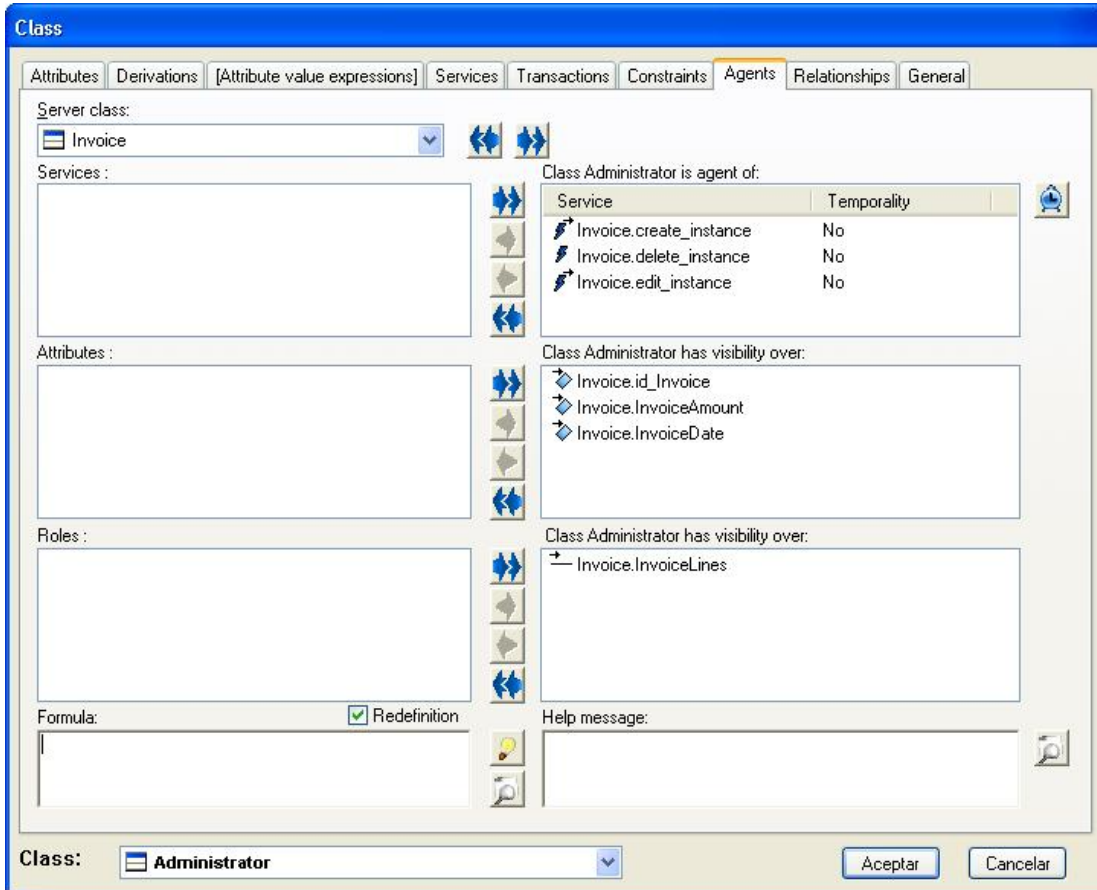 Class
Attributes Derivations [Attribute value expressions] Services Transactions Constraints Agents Relationships General
Server class:
Invoice
Services :
Class Administrator is agent of:
Service Temporality
Invoice.create_instance No
Invoice.delete_instance No
Invoice.edit_instance No
Attributes :
Class Administrator has visibility over:
Invoice.id_Invoice
Invoice.InvoiceAmount
Invoice.InvoiceDate
Roles :
Class Administrator has visibility over:
Invoice.InvoiceLines
Formula: Redefinition
Help message:
Class: Administrator Aceptar Cancelar